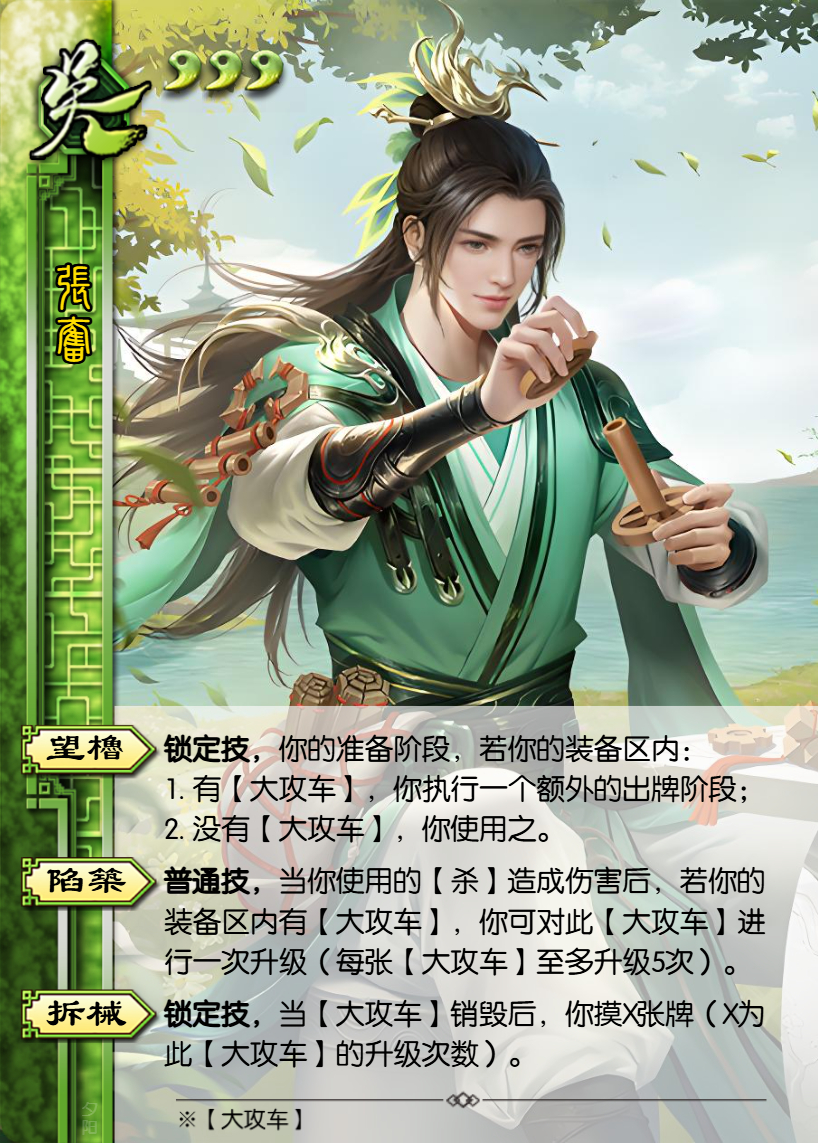 吴
999
張奮
望櫓
锁定技，你的准备阶段，若你的装备区内：
1. 有【大攻车】，你执行一个额外的出牌阶段；
2. 没有【大攻车】，你使用之。
陷築
普通技，当你使用的【杀】造成伤害后，若你的
装备区内有【大攻车】，你可对此【大攻车】进
行一次升级（每张【大攻车】至多升级5次）。
拆械
锁定技，当【大攻车】销毁后，你摸X张牌（X为
此【大攻车】的升级次数）。
※【大攻车】
夕阳